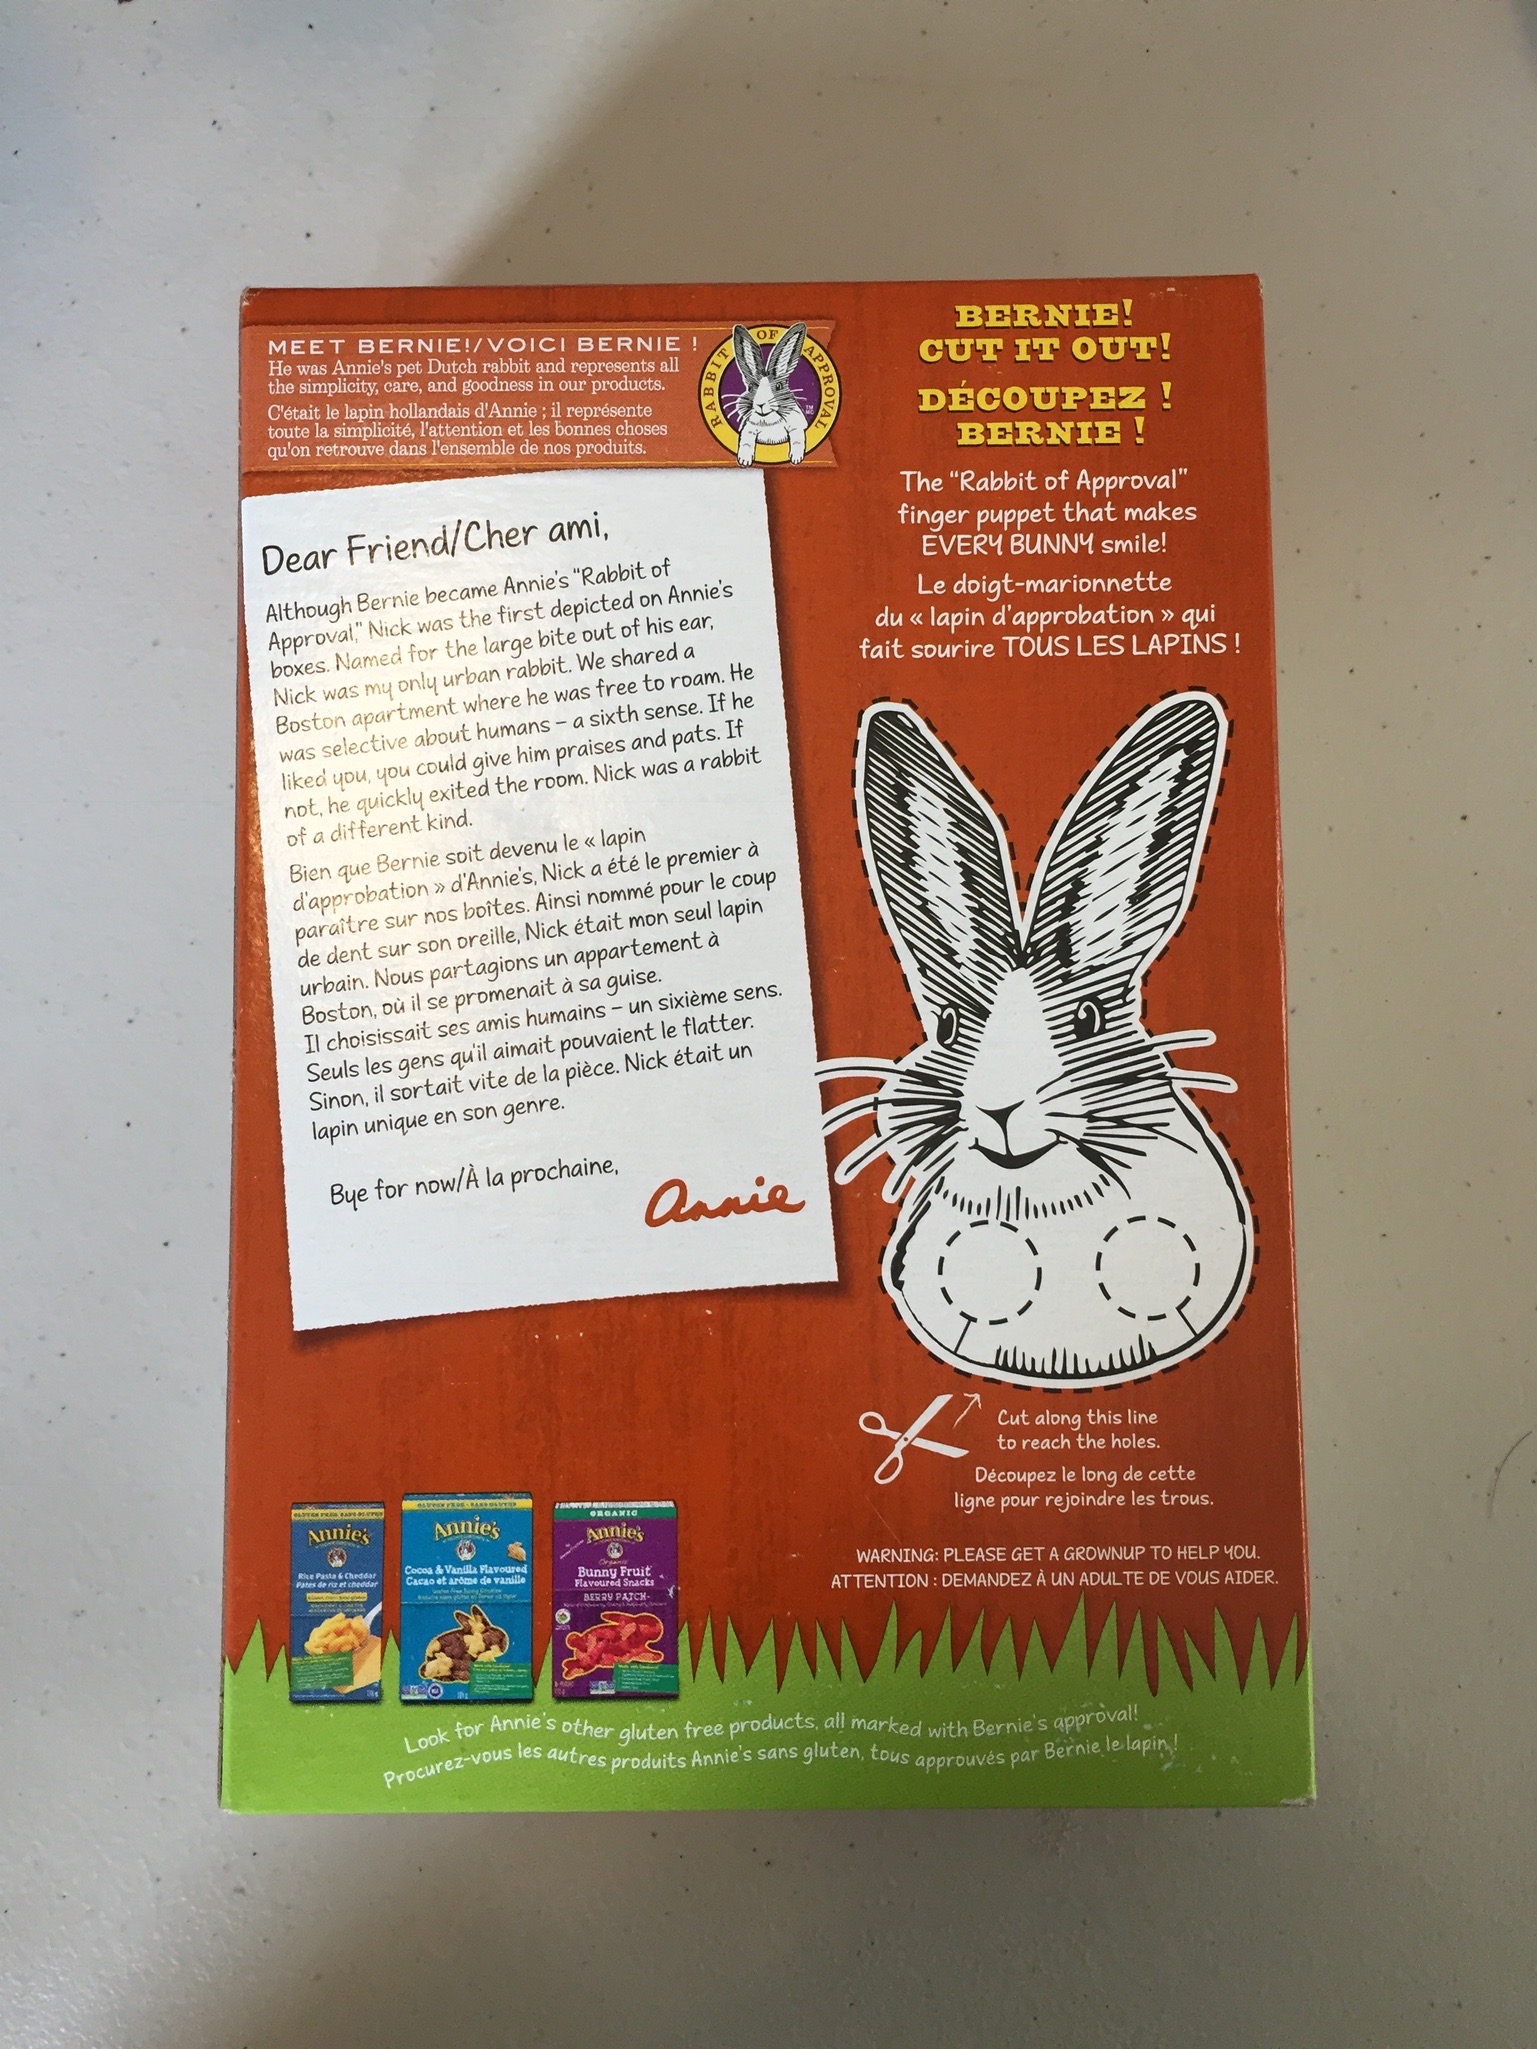 MEET BERNIE!/VOICI BERNIE !
He was Annie's pet Dutch rabbit and represents all
the simplicity, care, and goodness in our products.
C'était le lapin hollandais d'Annie ; il représente
toute la simplicité, l'attention et les bonnes choses
qu'on retrouve dans l'ensemble de nos produits.
RABBIT OF APPROVAL
Dear Friend/Cher ami,
Although Bernie became Annie's "Rabbit of
Approval," Nick was the first depicted on Annie's
boxes. Named for the large bite out of his ear,
Nick was my only urban rabbit. We shared a
Boston apartment where he was free to roam. He
was selective about humans – a sixth sense. If he
liked you, you could give him praises and pats. If
not, he quickly exited the room. Nick was a rabbit
of a different kind.
Bien que Bernie soit devenu le « lapin
d'approbation » d'Annie's, Nick a été le premier à
paraître sur nos boîtes. Ainsi nommé pour le coup
de dent sur son oreille, Nick était mon seul lapin
urbain. Nous partagions un appartement à
Boston, où il se promenait à sa guise.
Il choisissait ses amis humains – un sixième sens.
Seuls les gens qu'il aimait pouvaient le flatter.
Sinon, il sortait vite de la pièce. Nick était un
lapin unique en son genre.
Bye for now/À la prochaine,
Annie
BERNIE!
CUT IT OUT!
DÉCOUPEZ !
BERNIE !
The "Rabbit of Approval"
finger puppet that makes
EVERY BUNNY smile!
Le doigt-marionnette
du « lapin d'approbation » qui
fait sourire TOUS LES LAPINS !
Cut along this line
to reach the holes.
Découpez le long de cette
ligne pour rejoindre les trous.
WARNING: PLEASE GET A GROWNUP TO HELP YOU.
ATTENTION : DEMANDEZ À UN ADULTE DE VOUS AIDER.
GLUTEN FREE SANS GLUTEN
Annie's
Rice Pasta & Cheddar
Pâtes de riz et cheddar
GLUTEN FREE • SANS GLUTEN
Annie's
Cocoa & Vanilla Flavoured
Cacao et arôme de vanille
ORGANIC
Annie's
Organic
Bunny Fruit
Flavoured Snacks
BERRY PATCH
Look for Annie's other gluten free products, all marked with Bernie's approval!
Procurez-vous les autres produits Annie's sans gluten, tous approuvés par Bernie le lapin !